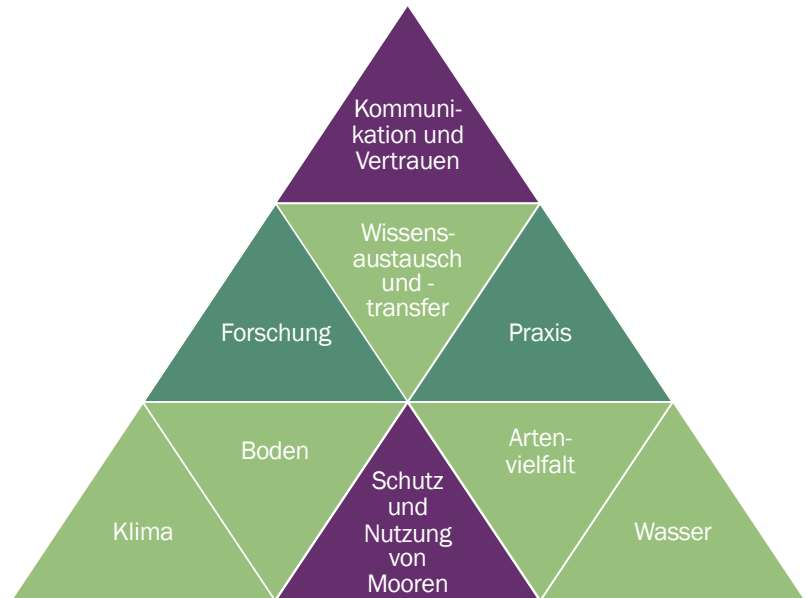 Kommuni-
kation und
Vertrauen
Wissens-
austausch
und -
transfer
Forschung
Praxis
Boden
Arten-
vielfalt
Klima
Schutz
und
Nutzung
von
Mooren
Wasser